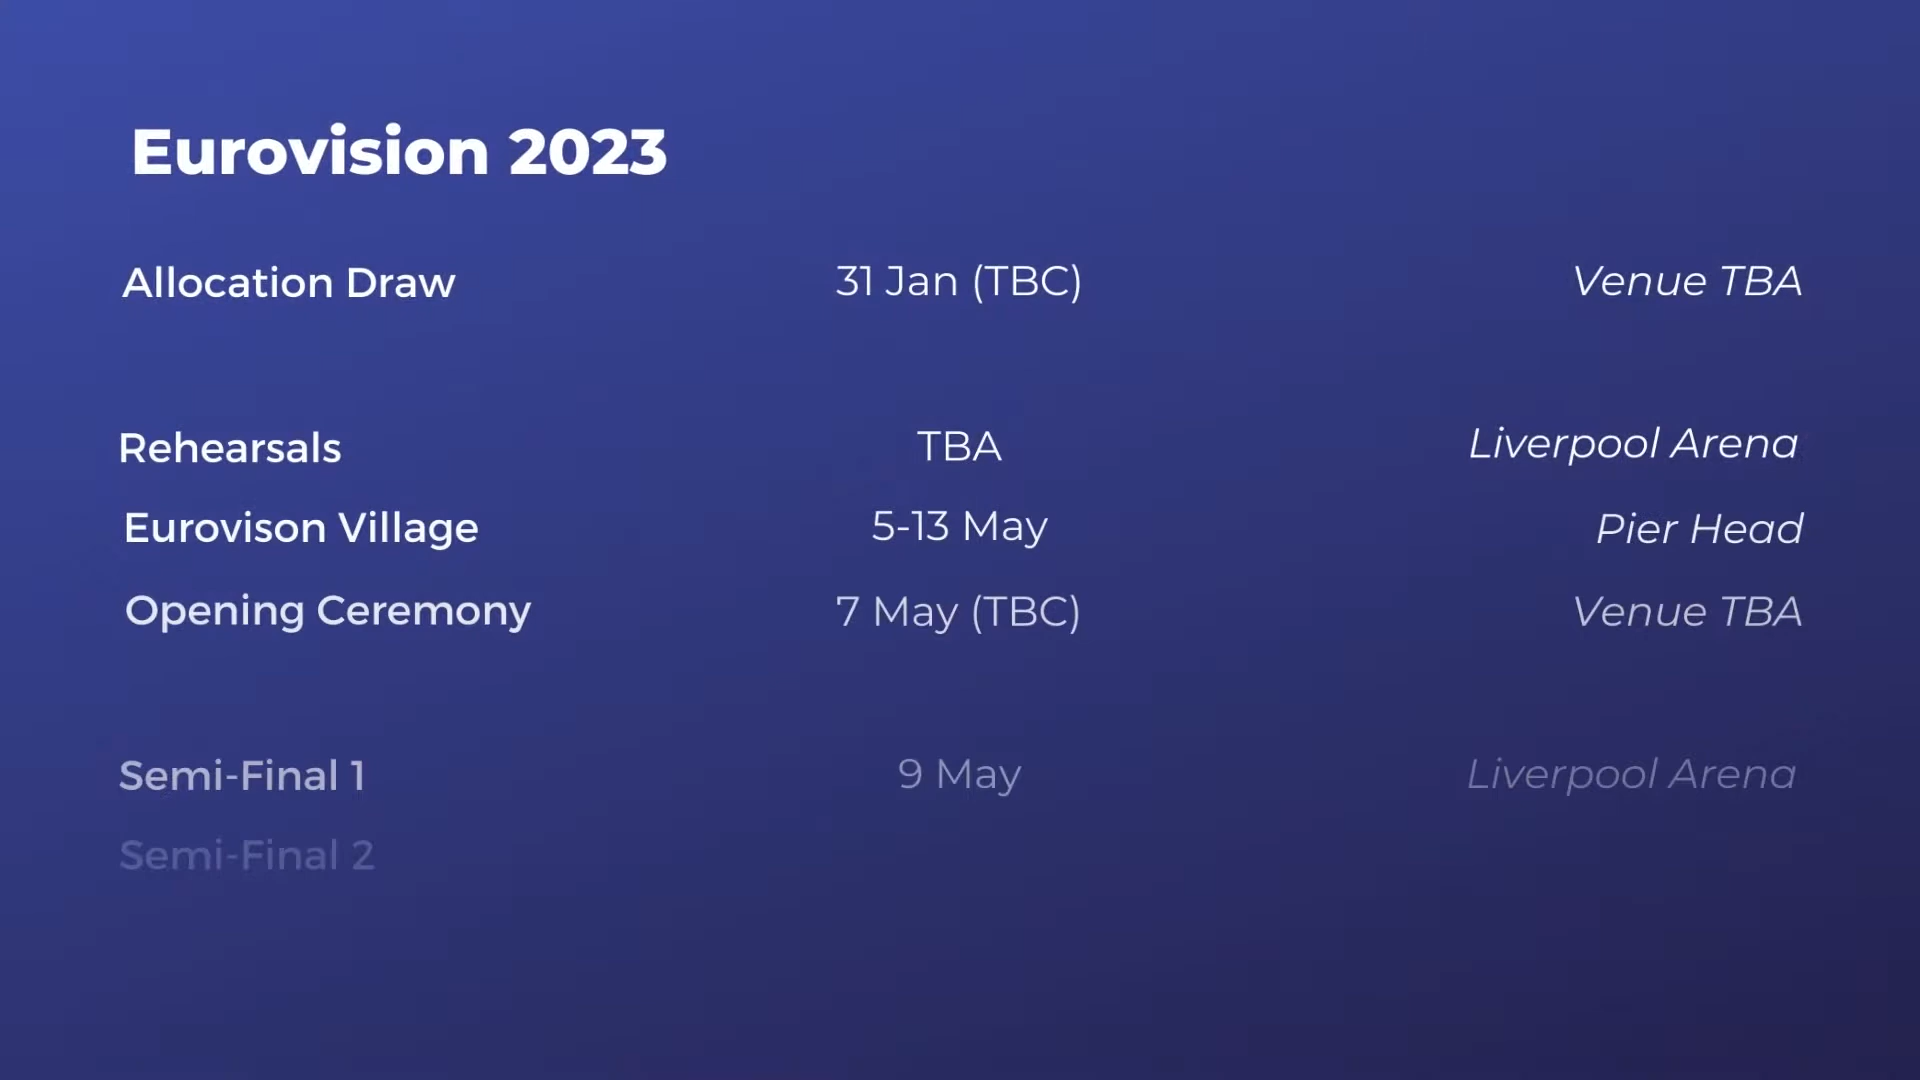 Eurovision 2023
Allocation Draw 31 Jan (TBC) Venue TBA
Rehearsals TBA Liverpool Arena
Eurovison Village 5-13 May Pier Head
Opening Ceremony 7 May (TBC) Venue TBA
Semi-Final 1 9 May Liverpool Arena
Semi-Final 2